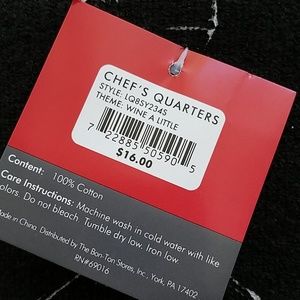 CHEF'S QUARTERS
STYLE: LQBSY234S
THEME: WINE A LITTLE
7 22885 50590 5
$16.00
Content: 100% Cotton
Care Instructions: Machine wash in cold water with like
colors. Do not bleach. Tumble dry low. Iron low
Made in China. Distributed by The Bon-Ton Stores, Inc., York, PA 17402
RN#69016